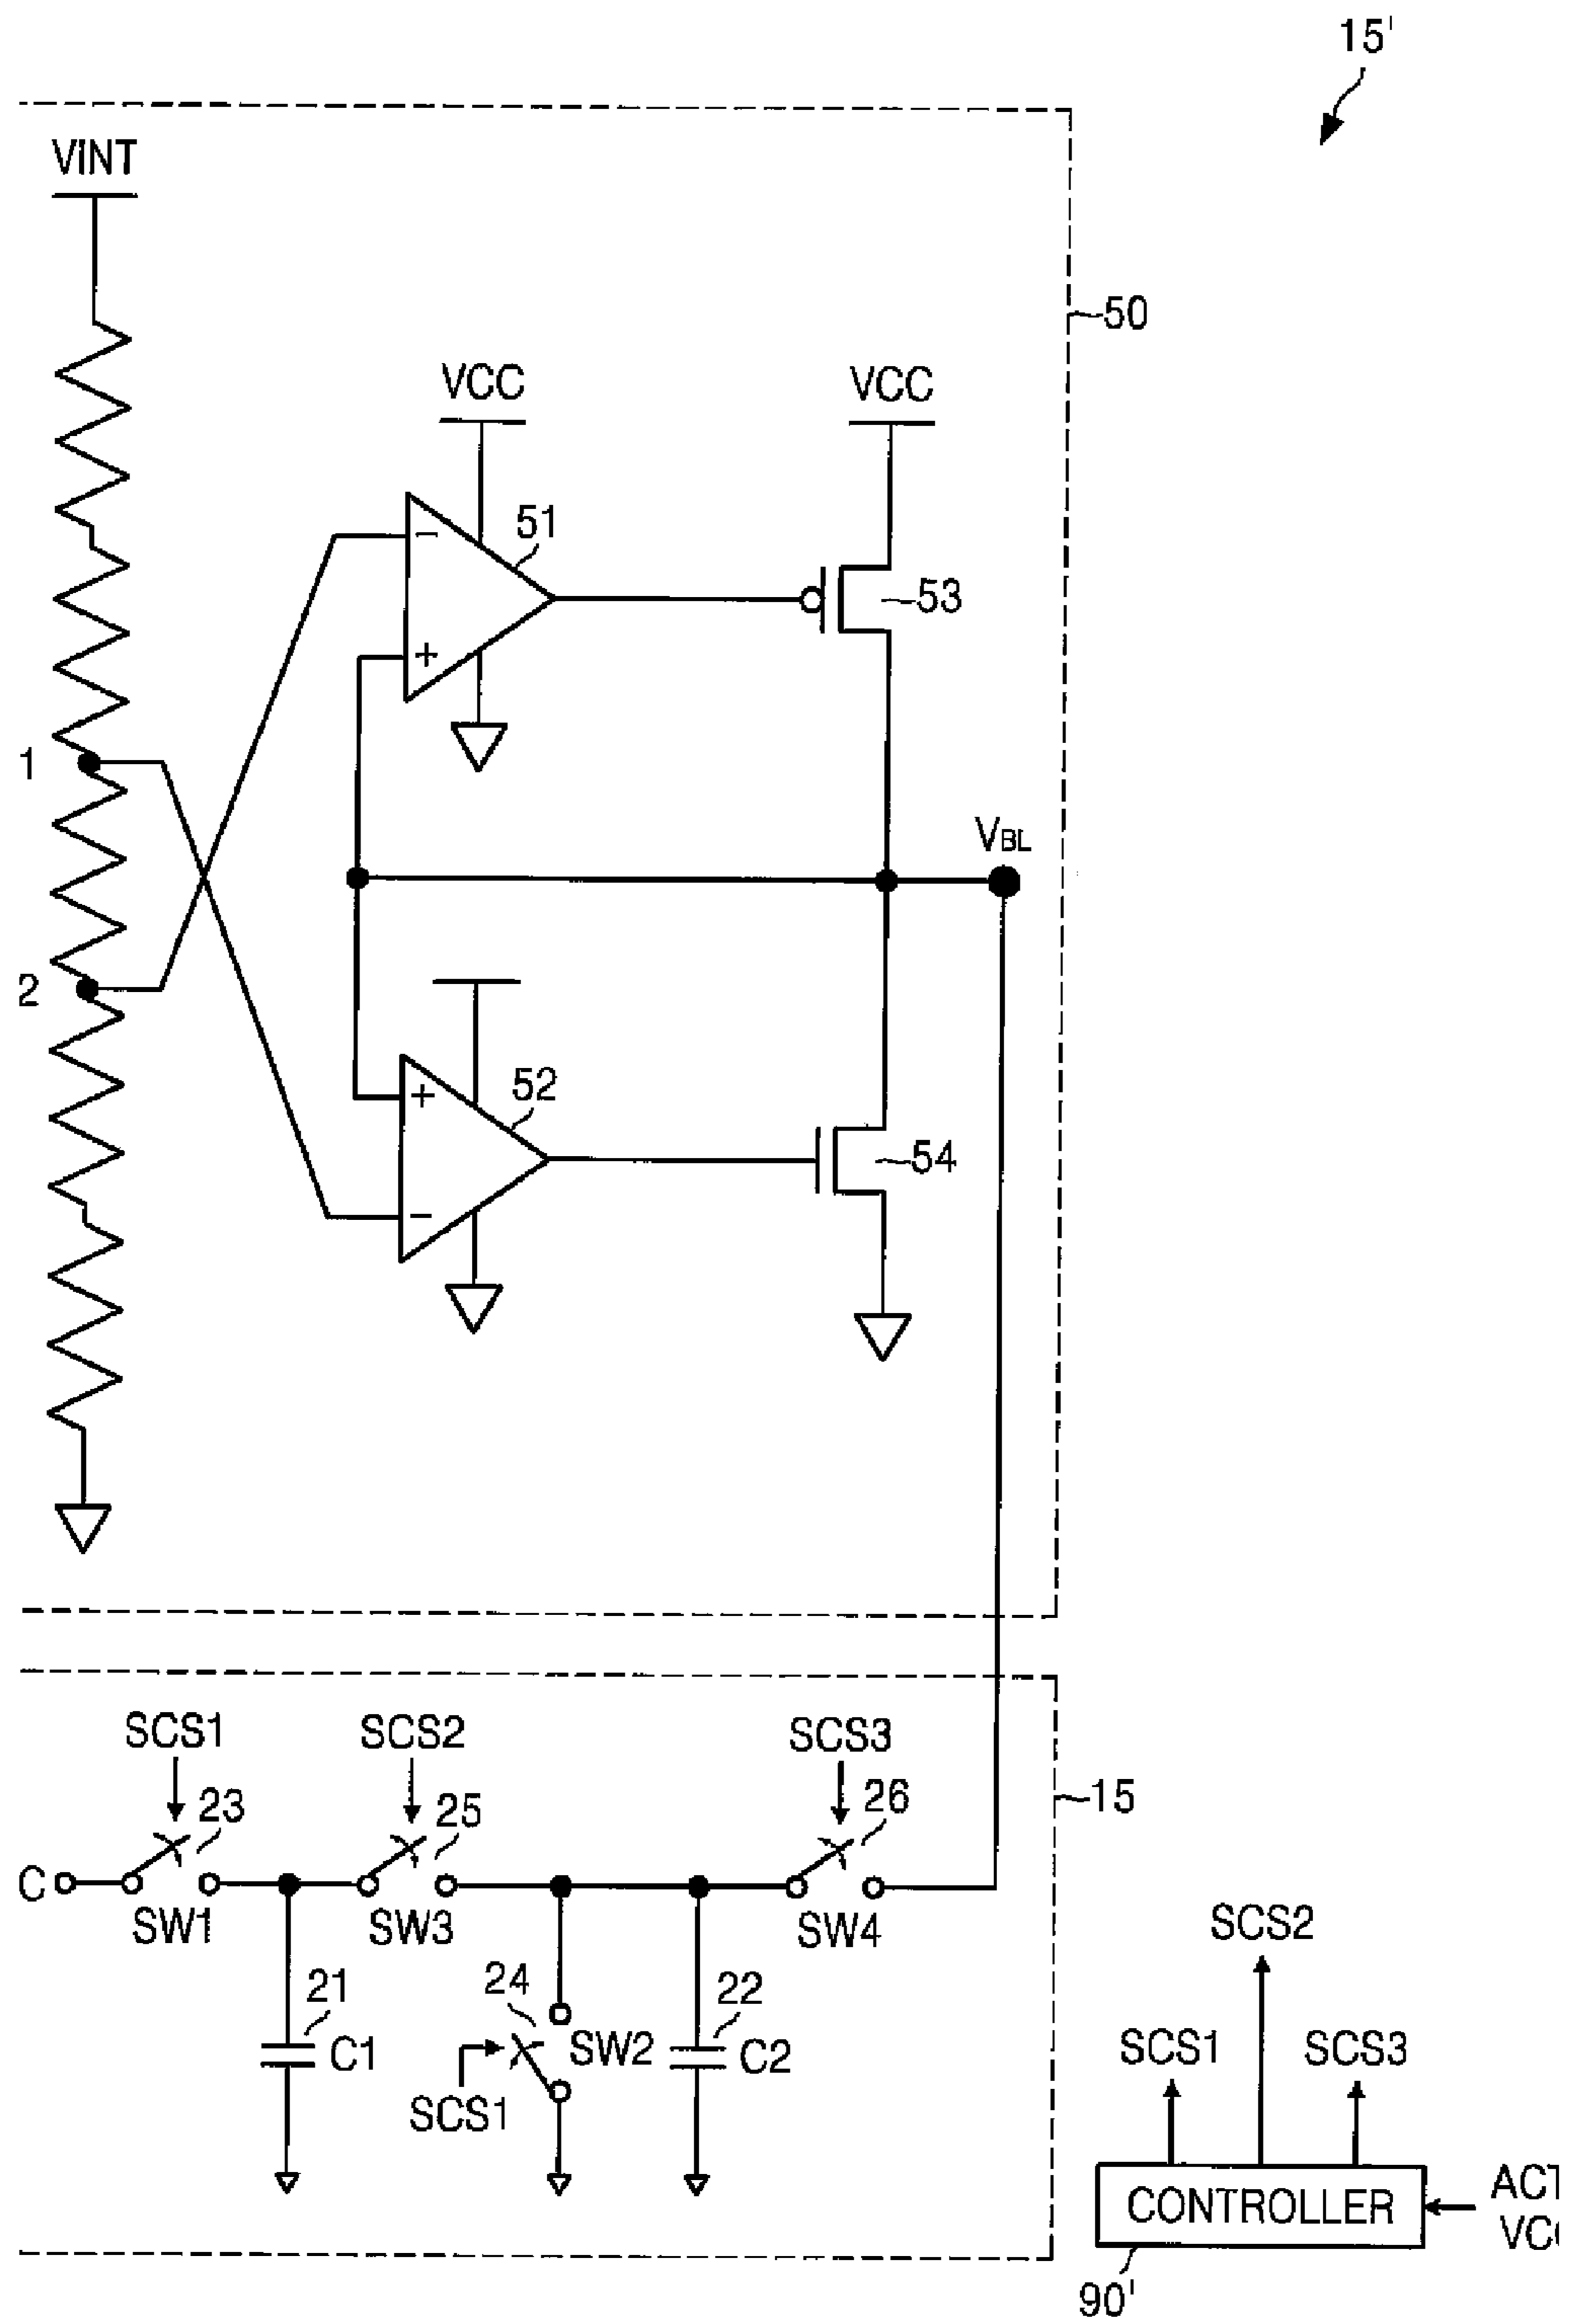 15'
VINT
50
VCC
VCC
51
53
-
+
1
VBL
2
52
54
+
-
SCS1
SCS2
SCS3
23
25
26
15
C
SW1
SW3
SW4
SCS2
21
24
22
C1
SW2
C2
SCS1
SCS1
SCS3
CONTROLLER
90'